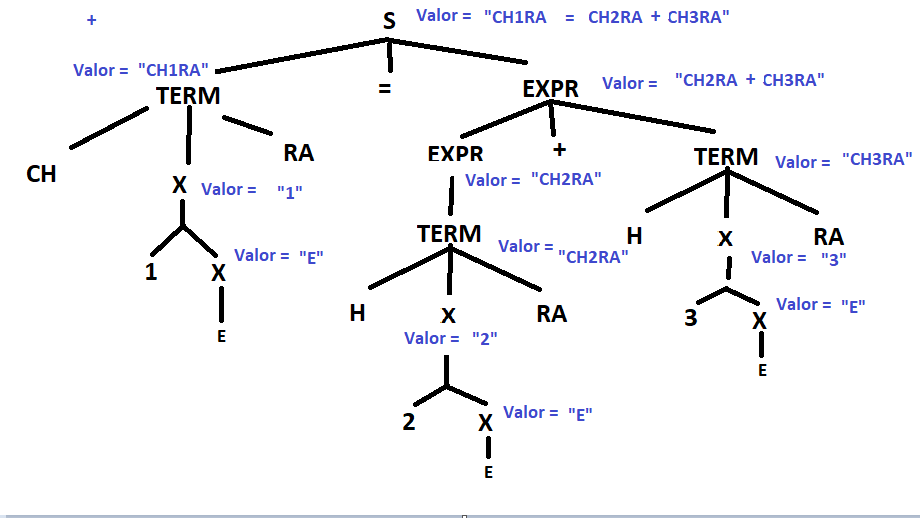 +
S Valor = "CH1RA = CH2RA + CH3RA"
Valor = "CH1RA"
TERM = EXPR Valor = "CH2RA + CH3RA"
CH RA EXPR + TERM Valor = "CH3RA"
X Valor = "1" Valor = "CH2RA"
TERM Valor = "CH2RA" H X RA
1 X Valor = "E" Valor = "3"
H X RA 3 X Valor = "E"
E Valor = "2" E
2 X Valor = "E"
E